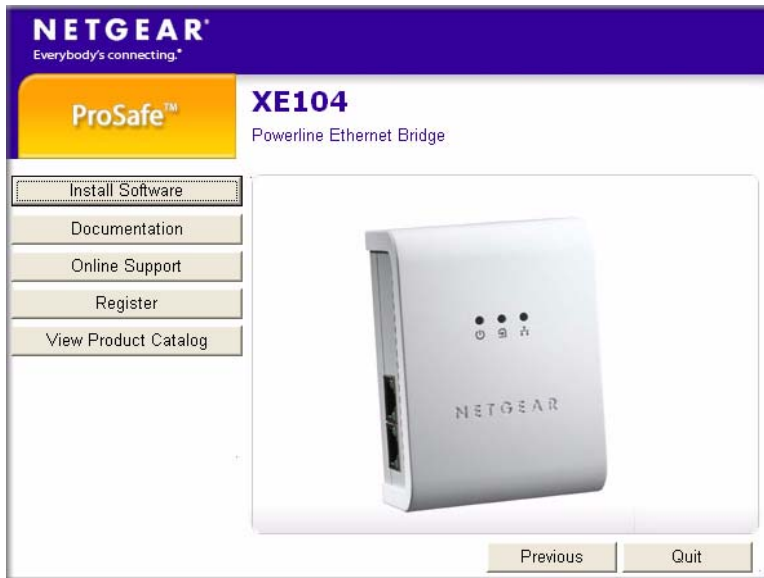 NETGEAR®
Everybody's connecting.®
ProSafe™
XE104
Powerline Ethernet Bridge
Install Software
Documentation
Online Support
Register
View Product Catalog
NETGEAR
Previous
Quit